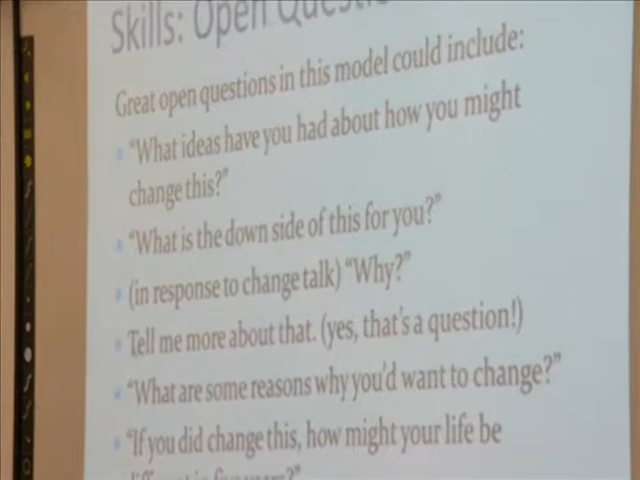 Skills: Open Questi
Great open questions in this model could include:
"What ideas have you had about how you might
change this?"
"What is the down side of this for you?"
(in response to change talk) "Why?"
Tell me more about that. (yes, that's a question!)
"What are some reasons why you'd want to change?"
"If you did change this, how might your life be